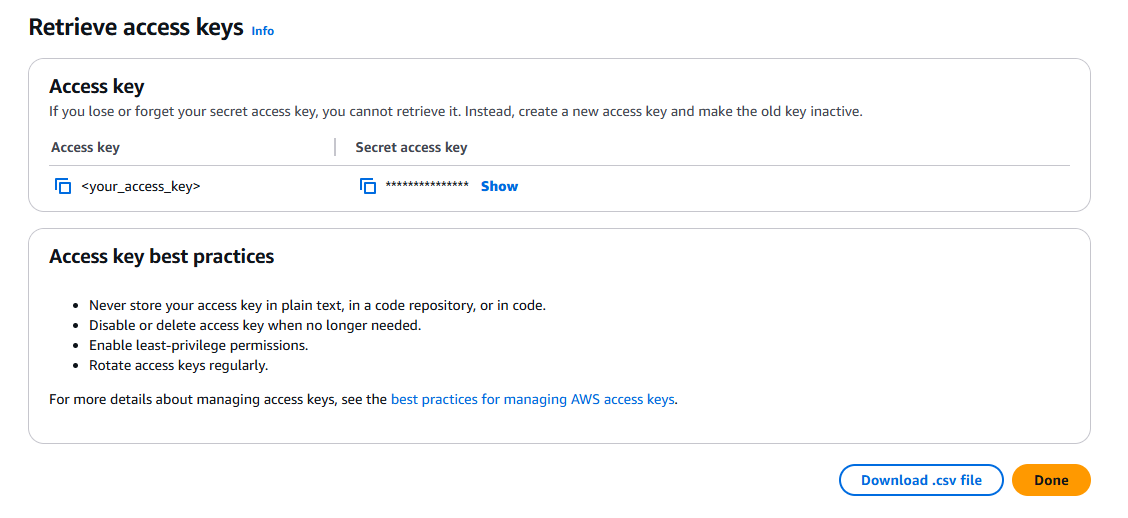 Retrieve access keys Info
Access key
If you lose or forget your secret access key, you cannot retrieve it. Instead, create a new access key and make the old key inactive.
Access key Secret access key
<your_access_key> *************** Show
Access key best practices
Never store your access key in plain text, in a code repository, or in code.
Disable or delete access key when no longer needed.
Enable least-privilege permissions.
Rotate access keys regularly.
For more details about managing access keys, see the best practices for managing AWS access keys.
Download .csv file Done